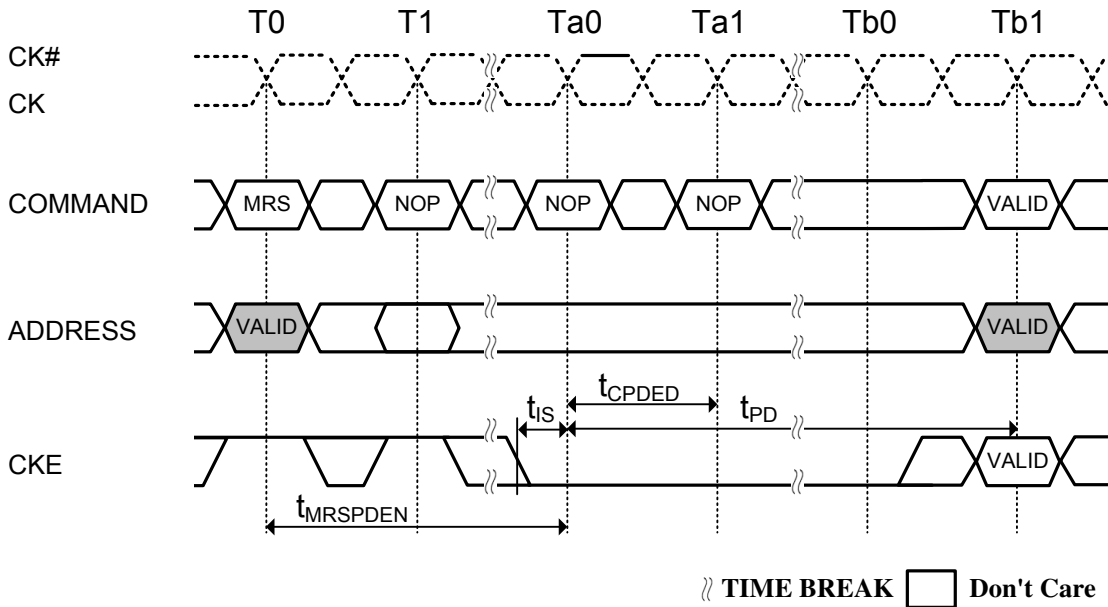 T0 T1 Ta0 Ta1 Tb0 Tb1
CK#
CK
COMMAND MRS NOP NOP NOP VALID
ADDRESS VALID VALID
tCPDED
tIS tPD
CKE VALID
tMRSPDEN
TIME BREAK Don't Care